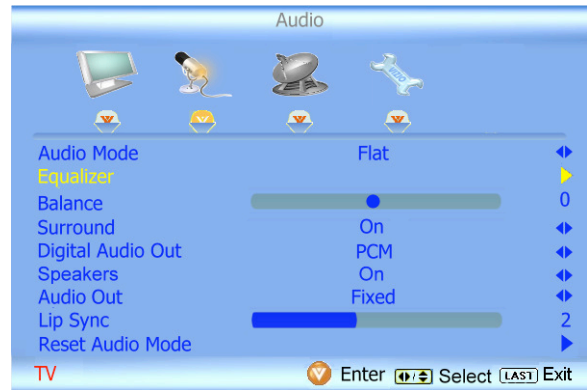 Audio
Audio Mode Flat
Equalizer
Balance 0
Surround On
Digital Audio Out PCM
Speakers On
Audio Out Fixed
Lip Sync 2
Reset Audio Mode
TV Enter Select LAST Exit